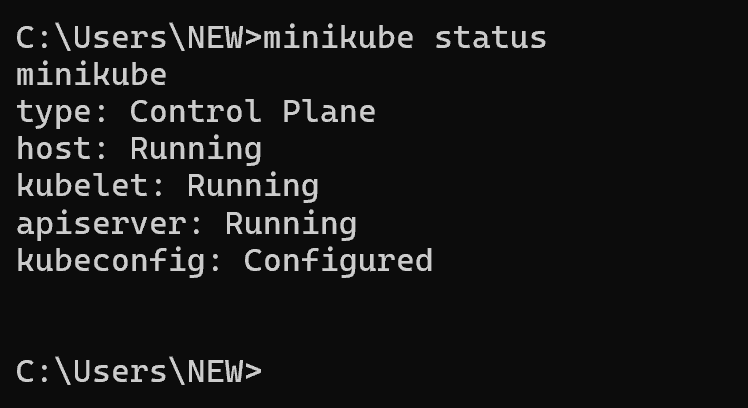 C:\Users\NEW>minikube status
minikube
type: Control Plane
host: Running
kubelet: Running
apiserver: Running
kubeconfig: Configured
C:\Users\NEW>